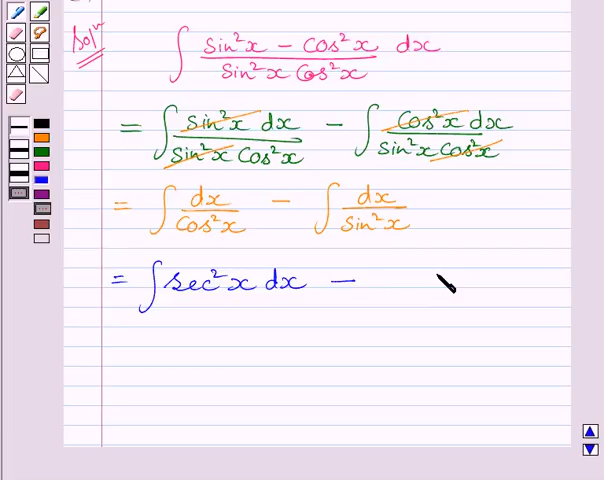 Solⁿ
∫ (sin²x − cos²x)/(sin²x cos²x) dx
= ∫ (sin²x dx)/(sin²x cos²x) − ∫ (cos²x dx)/(sin²x cos²x)
= ∫ dx/cos²x − ∫ dx/sin²x
= ∫ sec²x dx −